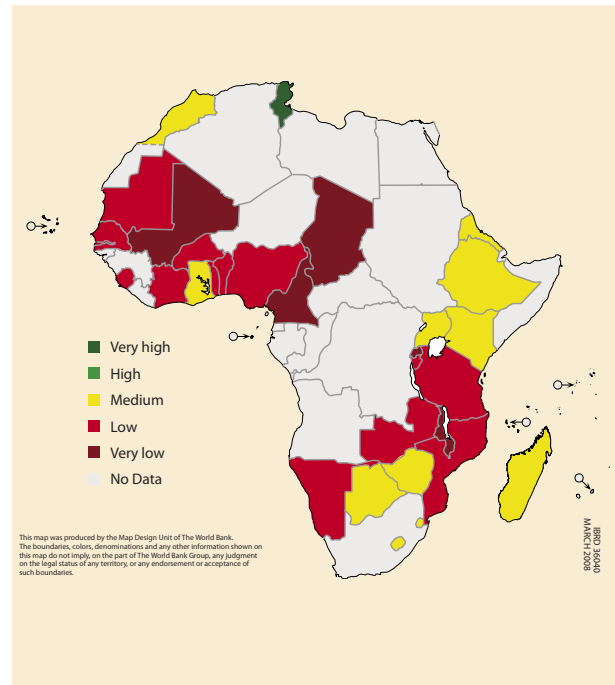 Very high
High
Medium
Low
Very low
No Data
This map was produced by the Map Design Unit of The World Bank.
The boundaries, colors, denominations and any other information shown on
this map do not imply, on the part of The World Bank Group, any judgment
on the legal status of any territory, or any endorsement or acceptance of
such boundaries.
IBRD 36040
MARCH 2008